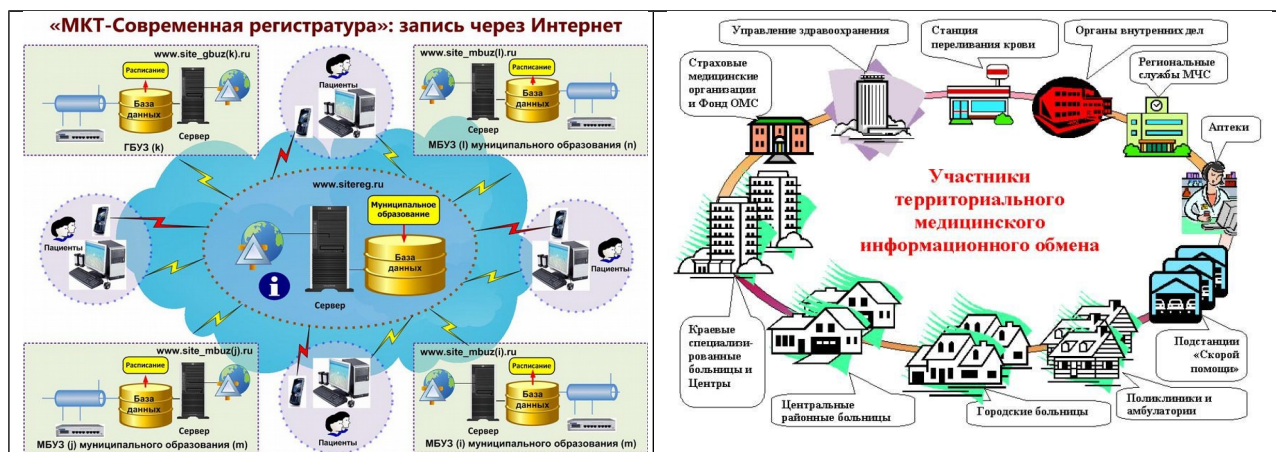 «МКТ-Современная регистратура»: запись через Интернет
www.site_gbuz(k).ru
Расписание
База
данных
Сервер
ГБУЗ (k)
Пациенты
www.site_mbuz(l).ru
Расписание
База
данных
Сервер
МБУЗ (l) муниципального образования (n)
www.sitereg.ru
Муниципальное
образование
База
данных
Сервер
Пациенты
Пациенты
www.site_mbuz(j).ru
Расписание
База
данных
Сервер
МБУЗ (j) муниципального образования (m)
Пациенты
www.site_mbuz(i).ru
Расписание
База
данных
Сервер
МБУЗ (i) муниципального образования (m)
Управление здравоохранения
Станция
переливания крови
Органы внутренних дел
Страховые
медицинские
организации
и Фонд ОМС
Региональные
службы МЧС
Аптеки
Участники
территориального
медицинского
информационного обмена
Краевые
специализи-
рованные
больницы и
Центры
Центральные
районные больницы
Городские больницы
Поликлиники и
амбулатории
Подстанции
«Скорой
помощи»